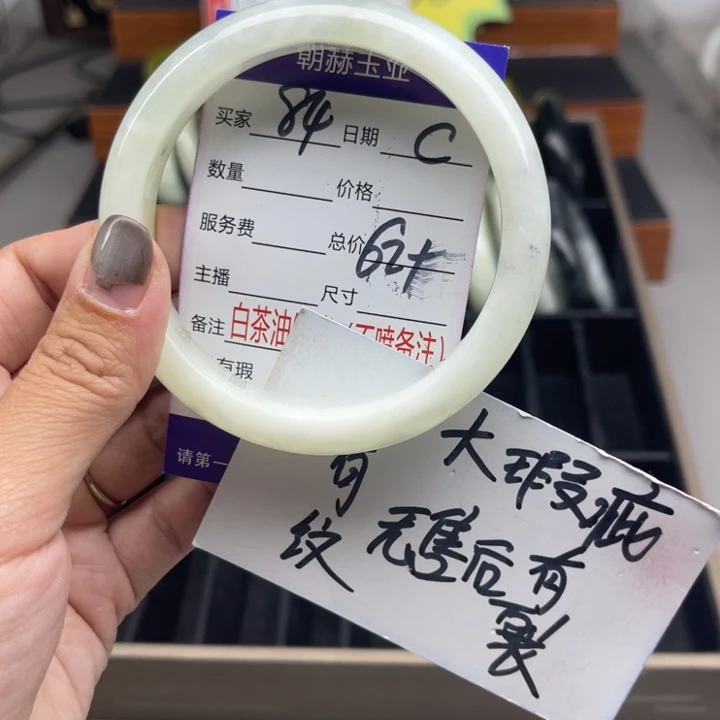 朝赫玉业
买家 84 日期 C
数量 价格
服务费 总价 62+
主播 尺寸
备注 白茶油 (不喷备注)
有瑕
请第一
大瑕疵
有 无售后 有
纹 裂